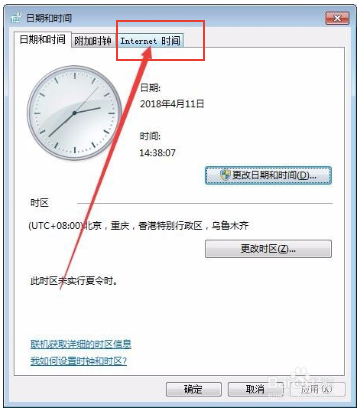 日期和时间
日期和时间 附加时钟 Internet 时间
日期:
2018年4月11日
时间:
14:38:07
更改日期和时间(D)...
时区
(UTC+08:00)北京，重庆，香港特别行政区，乌鲁木齐
更改时区(Z)...
此时区未实行夏令时。
联机获取详细的时区信息
我如何设置时钟和时区?
确定 取消 应用(A)